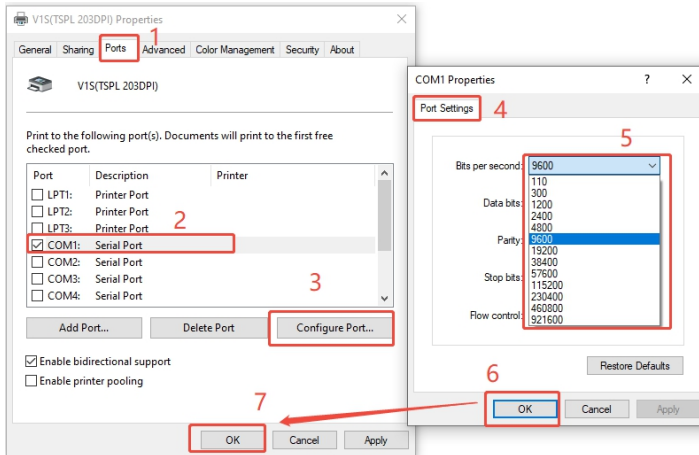 V1S(TSPL 203DPI) Properties
1
General Sharing Ports Advanced Color Management Security About
V1S(TSPL 203DPI)
Print to the following port(s). Documents will print to the first free
checked port.
Port Description Printer
LPT1: Printer Port
LPT2: Printer Port
LPT3: Printer Port
2
COM1: Serial Port
COM2: Serial Port
COM3: Serial Port
COM4: Serial Port
3
Add Port... Delete Port Configure Port...
Enable bidirectional support
Enable printer pooling
7
OK Cancel Apply
COM1 Properties ?
Port Settings
4
5
Bits per second: 9600
110
300
Data bits: 1200
2400
4800
Parity: 9600
19200
38400
Stop bits: 57600
115200
230400
Flow control: 460800
921600
Restore Defaults
6
OK Cancel Apply